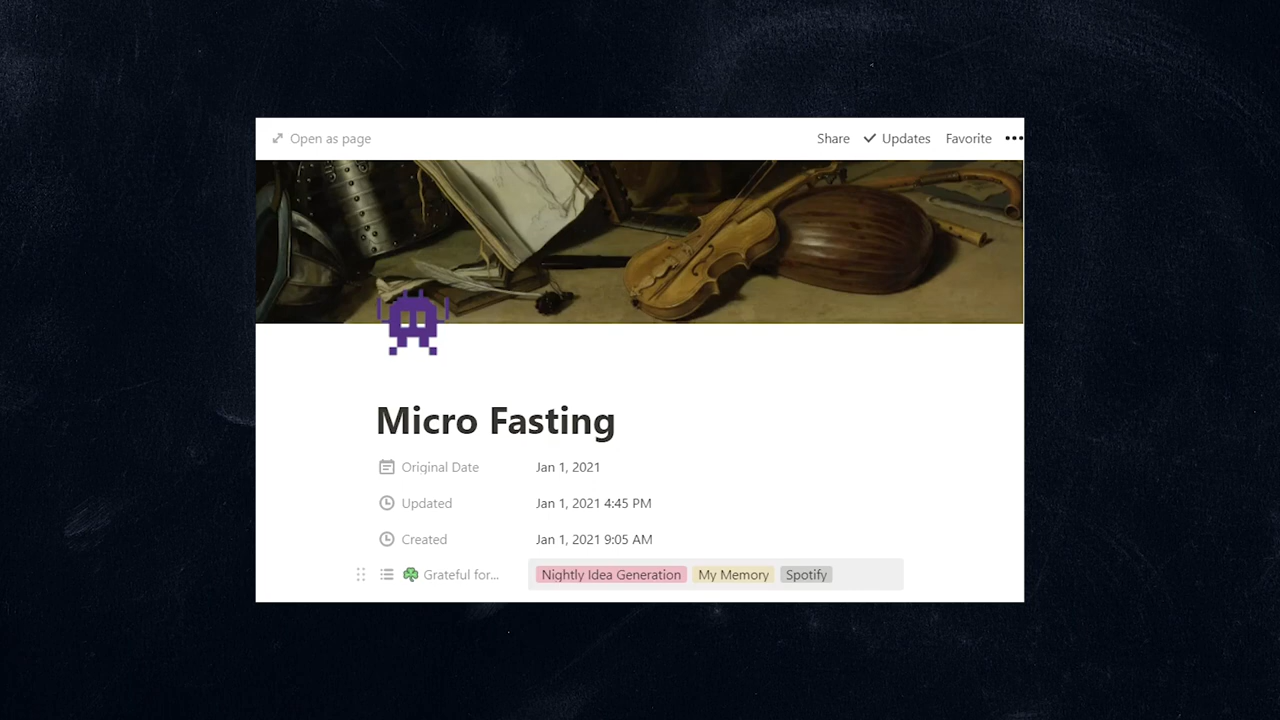 Open as page Share Updates Favorite
Micro Fasting
Original Date Jan 1, 2021
Updated Jan 1, 2021 4:45 PM
Created Jan 1, 2021 9:05 AM
Grateful for... Nightly Idea Generation My Memory Spotify